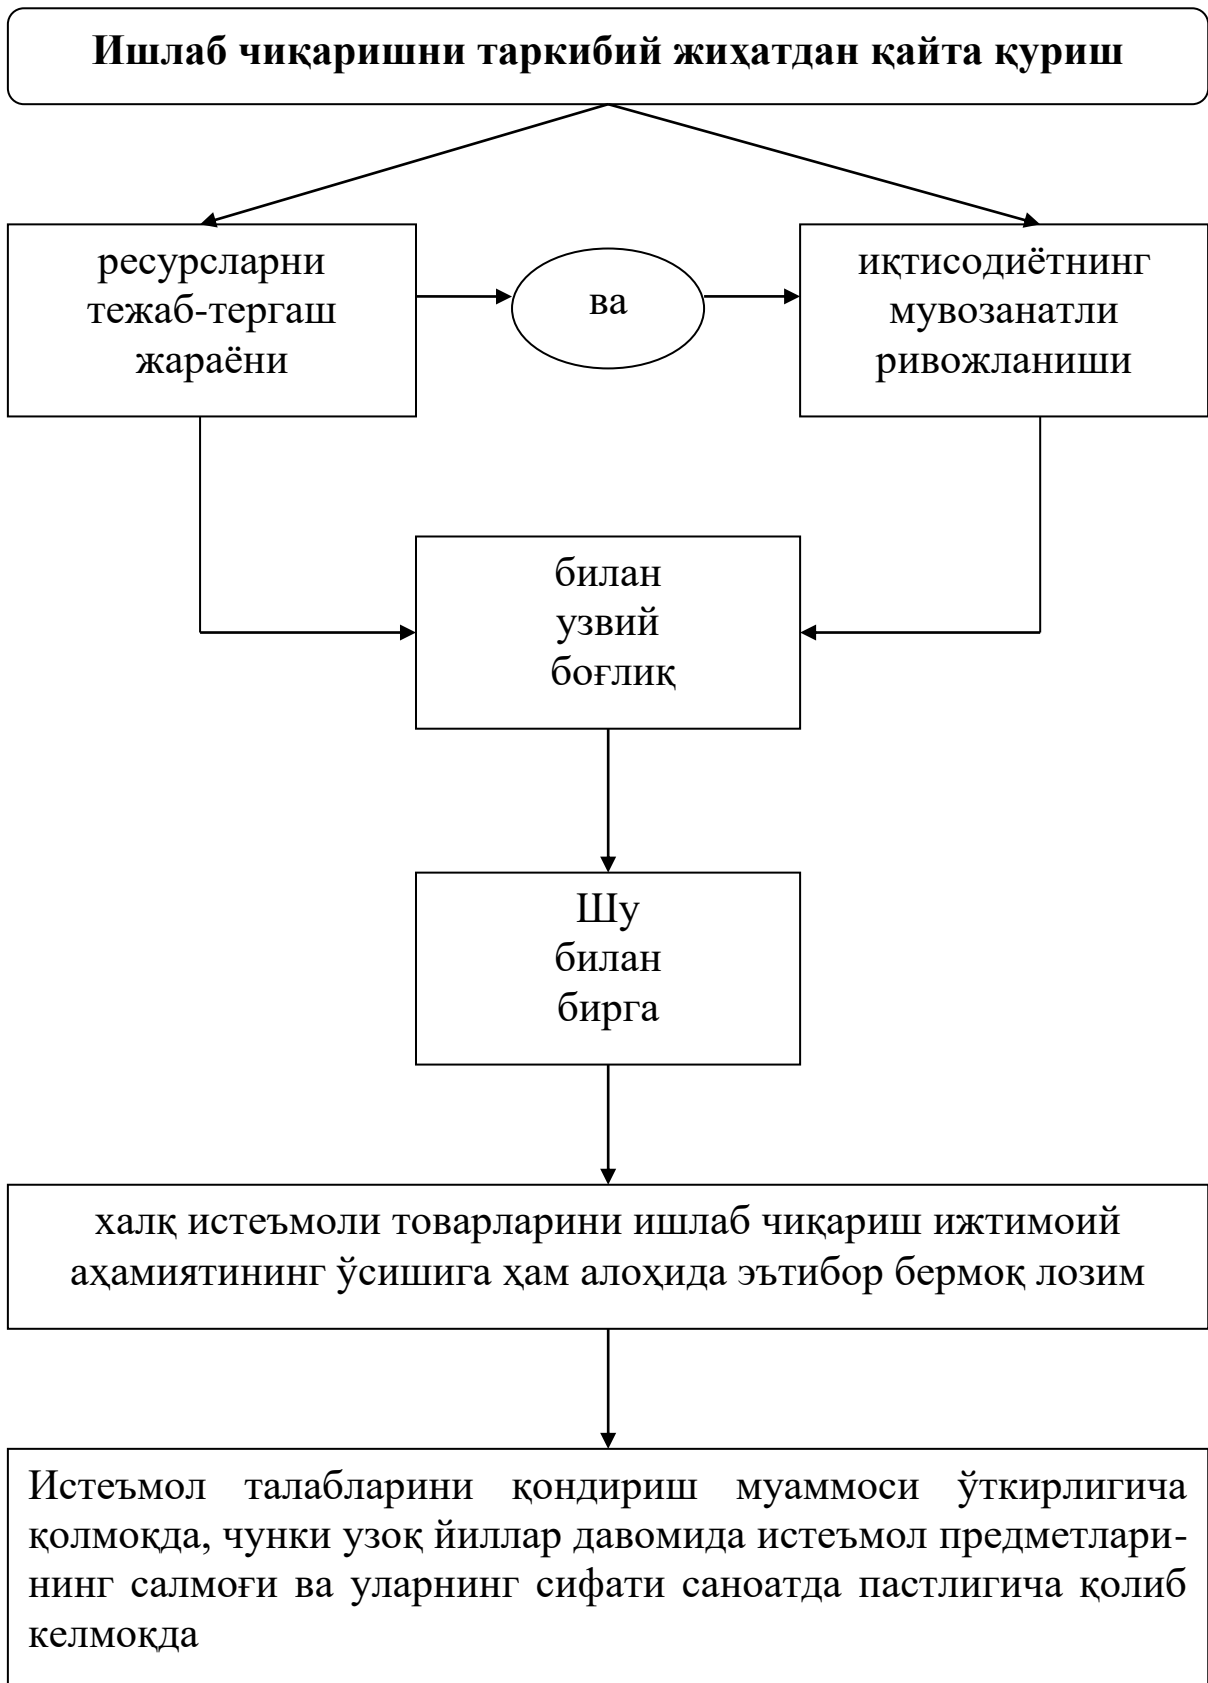 Ишлаб чиқаришни таркибий жиҳатдан қайта қуриш
ресурсларни
тежаб-тергаш
жараёни
ва
иқтисодиётнинг
мувозанатли
ривожланиши
билан
узвий
боғлиқ
Шу
билан
бирга
халқ истеъмоли товарларини ишлаб чиқариш ижтимоий
аҳамиятининг ўсишига ҳам алоҳида эътибор бермоқ лозим
Истеъмол талабларини қондириш муаммоси ўткирлигича
қолмоқда, чунки узоқ йиллар давомида истеъмол предметлари-
нинг салмоғи ва уларнинг сифати саноатда пастлигича қолиб
келмоқда